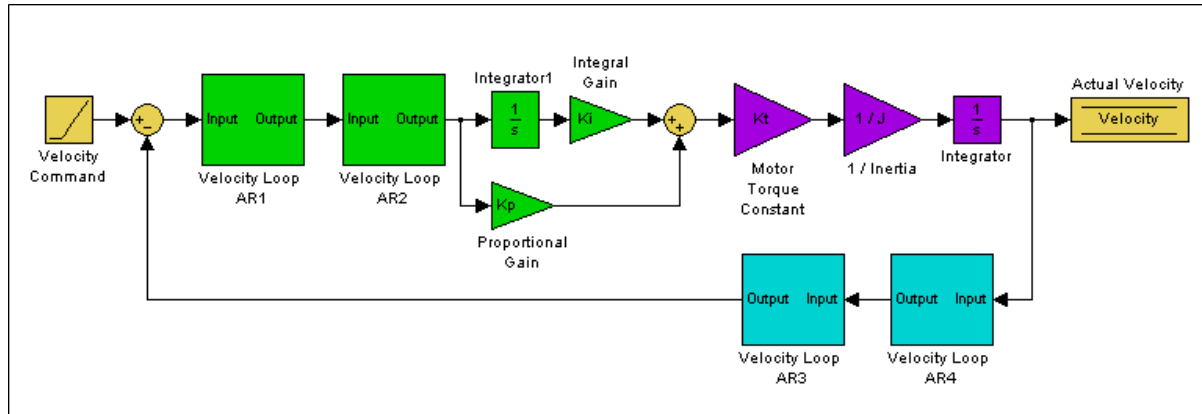 Velocity
Command
+
−
Input Output
Velocity Loop
AR1
Input Output
Velocity Loop
AR2
Integrator1
1
s
Integral
Gain
Ki
Kp
Proportional
Gain
+
+
Kt
Motor
Torque
Constant
1 / J
1 / Inertia
1
s
Integrator
Actual Velocity
Velocity
Output Input
Velocity Loop
AR3
Output Input
Velocity Loop
AR4